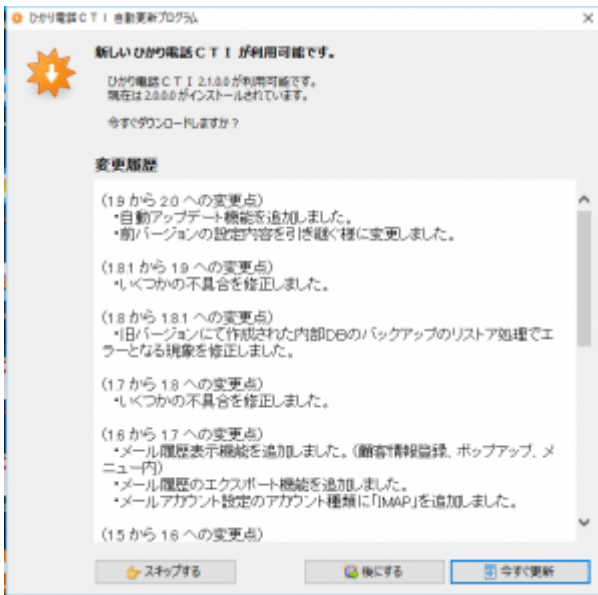 ひかり電話ＣＴＩ 自動更新プログラム
新しい ひかり電話ＣＴＩ が利用可能です。
ひかり電話ＣＴＩ 2.1.0.0 が利用可能です。
現在は 2.0.0.0 がインストールされています。
今すぐダウンロードしますか？
変更履歴
(1.9 から 2.0 への変更点)
・自動アップデート機能を追加しました。
・前バージョンの設定内容を引き継ぐ様に変更しました。
(1.8.1 から 1.9 への変更点)
・いくつかの不具合を修正しました。
(1.8 から 1.8.1 への変更点)
・旧バージョンにて作成された内部DBのバックアップのリストア処理でエ
ラーとなる現象を修正しました。
(1.7 から 1.8 への変更点)
・いくつかの不具合を修正しました。
(1.6 から 1.7 への変更点)
・メール履歴表示機能を追加しました。（顧客情報登録、ポップアップ、メ
ニュー内）
・メール履歴のエクスポート機能を追加しました。
・メールアカウント設定のアカウント種類に「IMAP」を追加しました。
(1.5 から 1.6 への変更点)
スキップする
後にする
今すぐ更新